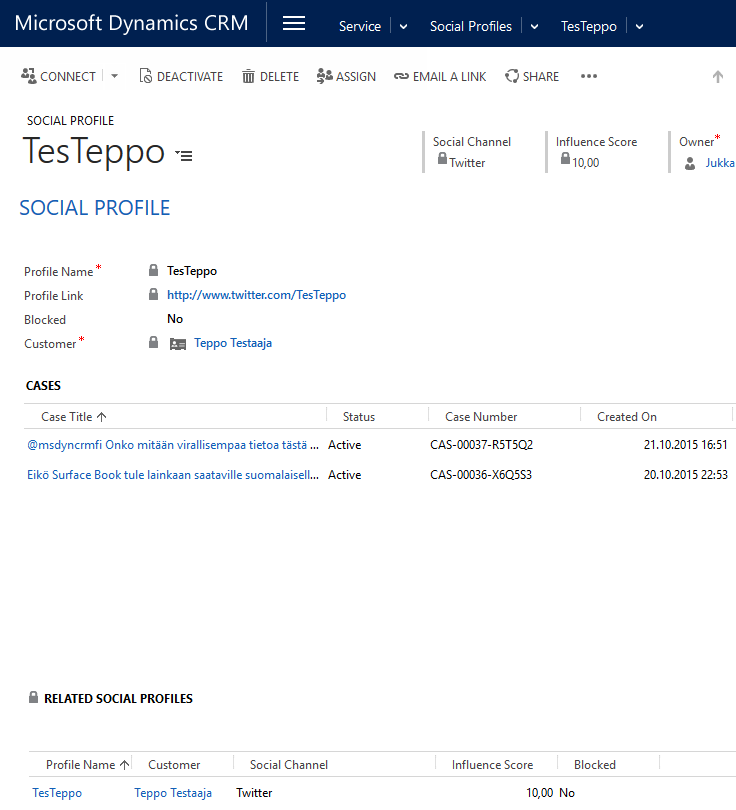 Microsoft Dynamics CRM Service Social Profiles TesTeppo
CONNECT DEACTIVATE DELETE ASSIGN EMAIL A LINK SHARE •••
SOCIAL PROFILE
TesTeppo
Social Channel Influence Score Owner*
Twitter 10,00 Jukka
SOCIAL PROFILE
Profile Name* TesTeppo
Profile Link http://www.twitter.com/TesTeppo
Blocked No
Customer* Teppo Testaaja
CASES
Case Title Status Case Number Created On
@msdyncrmfi Onko mitään virallisempaa tietoa tästä ... Active CAS-00037-R5T5Q2 21.10.2015 16:51
Eikö Surface Book tule lainkaan saataville suomalaisell... Active CAS-00036-X6Q5S3 20.10.2015 22:53
RELATED SOCIAL PROFILES
Profile Name Customer Social Channel Influence Score Blocked
TesTeppo Teppo Testaaja Twitter 10,00 No